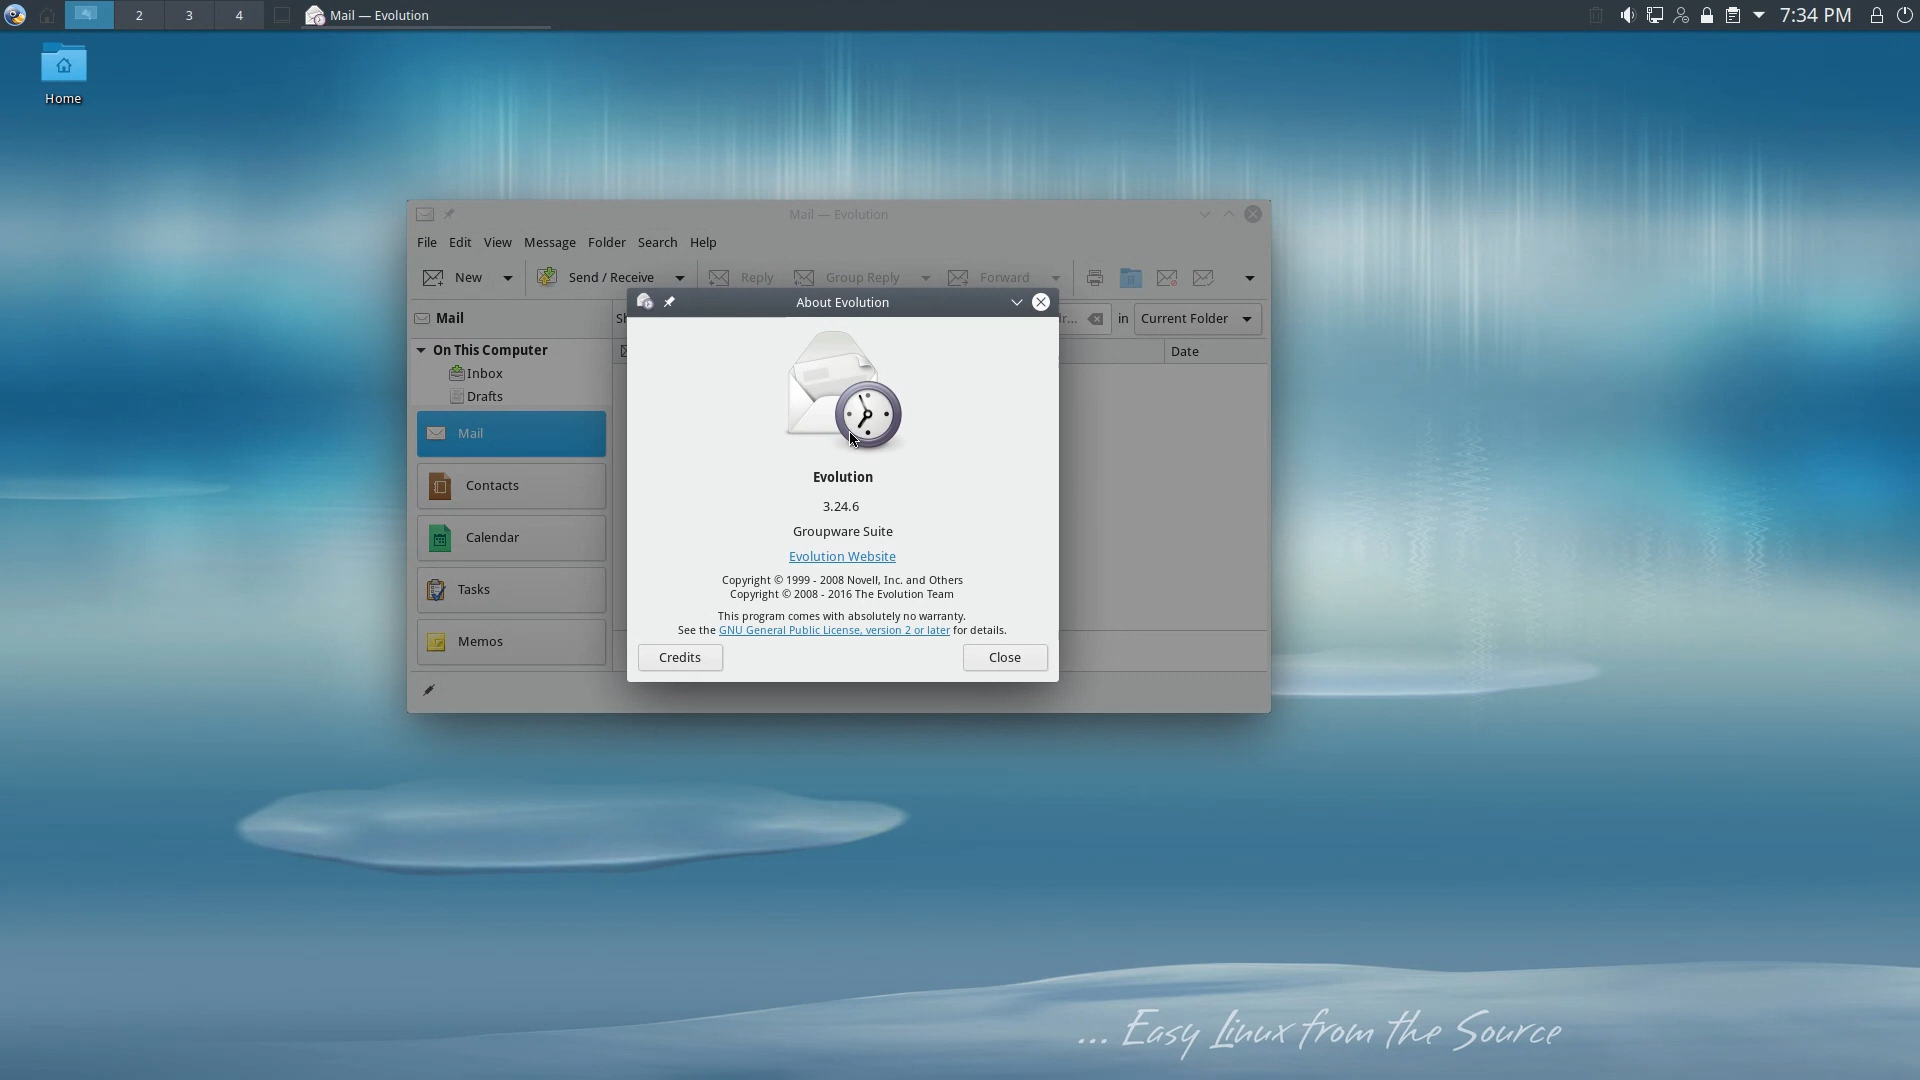 2
3
4
Mail — Evolution
7:34 PM
Home
Mail — Evolution
File Edit View Message Folder Search Help
New Send / Receive Reply Group Reply Forward
About Evolution
Mail
in Current Folder
On This Computer
Date
Inbox
Drafts
Mail
Contacts
Calendar
Tasks
Memos
Evolution
3.24.6
Groupware Suite
Evolution Website
Copyright © 1999 - 2008 Novell, Inc. and Others
Copyright © 2008 - 2016 The Evolution Team
This program comes with absolutely no warranty.
See the GNU General Public License, version 2 or later for details.
Credits
Close
... Easy Linux from the Source